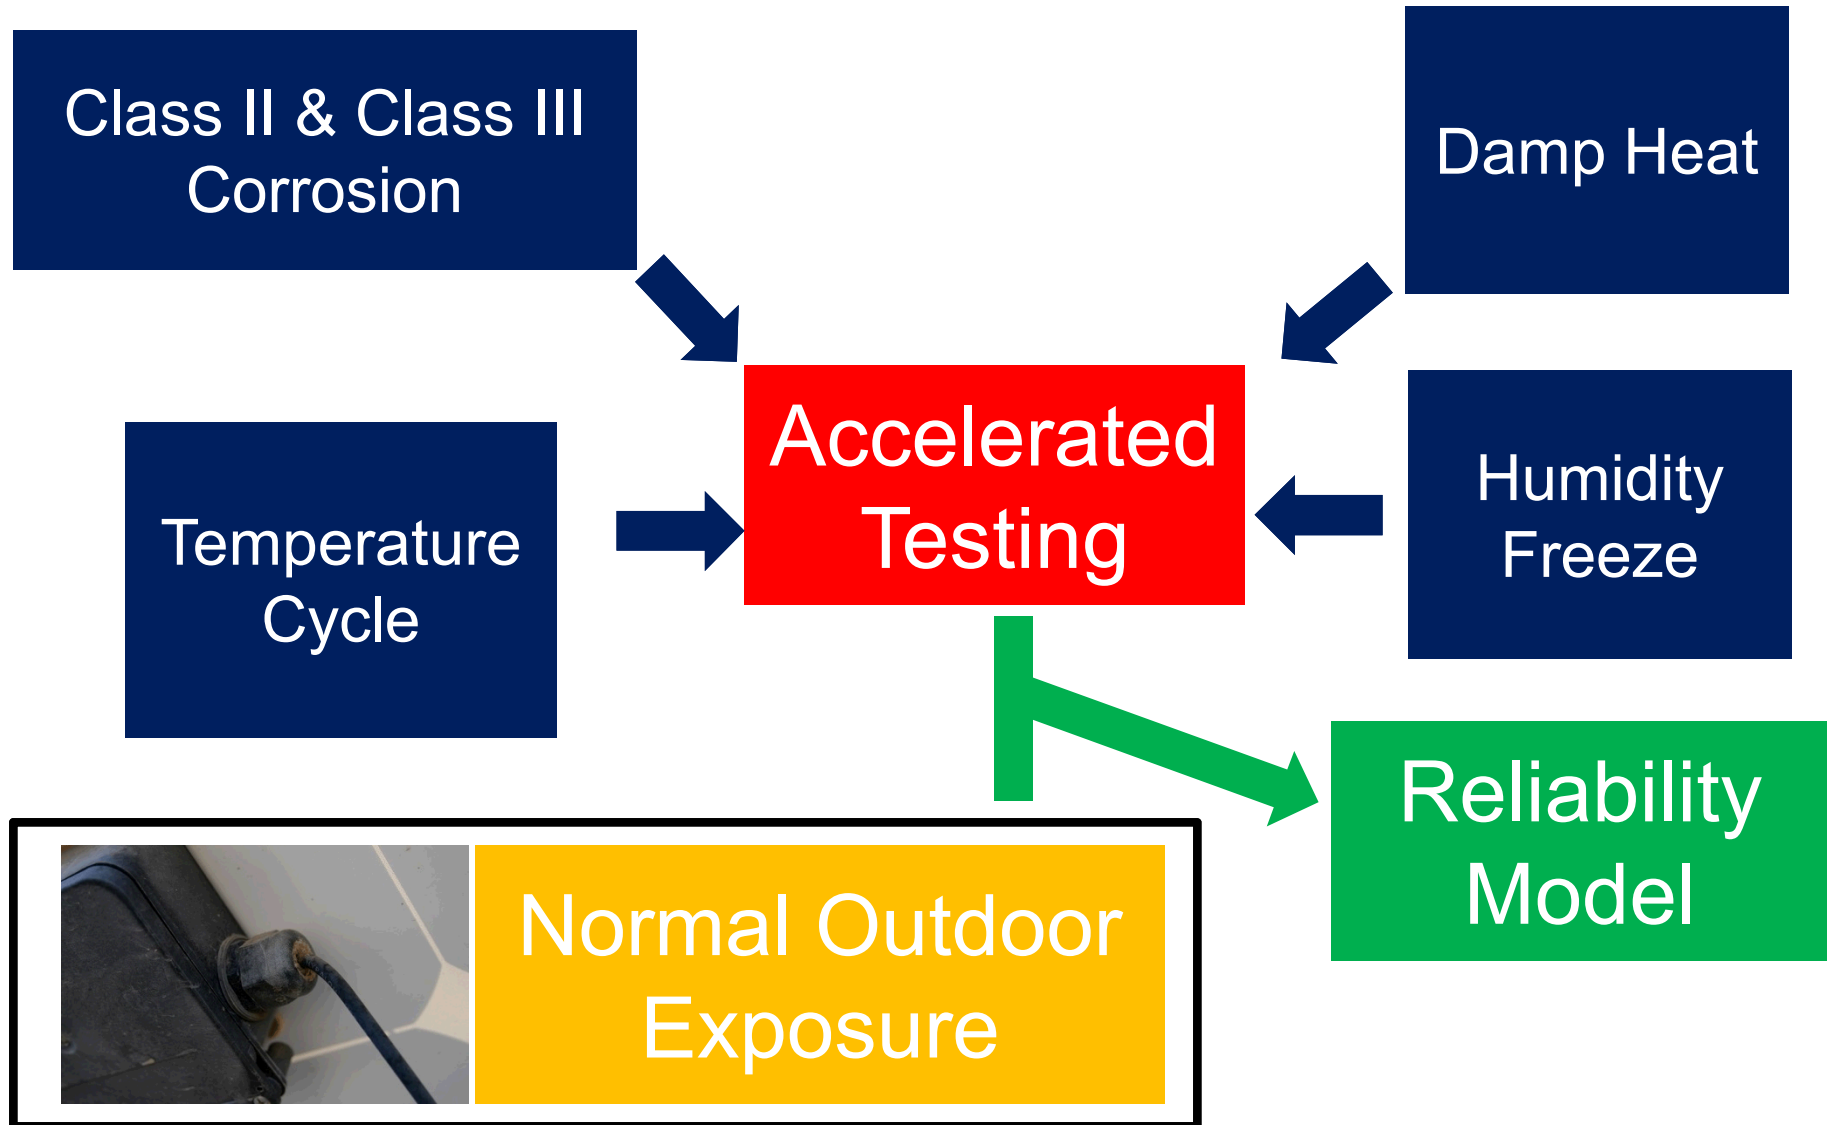 Class II & Class III
Corrosion
Damp Heat
Accelerated
Testing
Temperature
Cycle
Humidity
Freeze
Reliability
Model
Normal Outdoor
Exposure